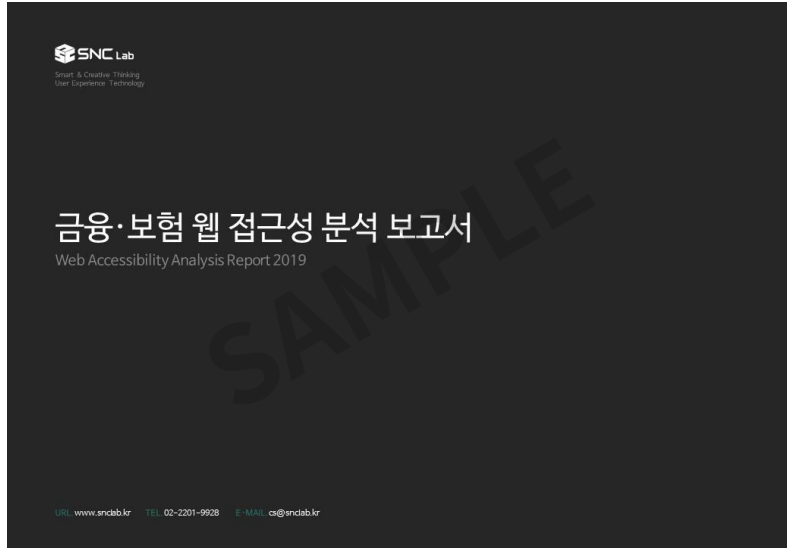 SNC Lab
Smart & Creative Thinking
User Experience Technology
금융·보험 웹 접근성 분석 보고서
Web Accessibility Analysis Report 2019
SAMPLE
URL. www.snclab.kr TEL. 02-2201-9928 E-MAIL. cs@snclab.kr